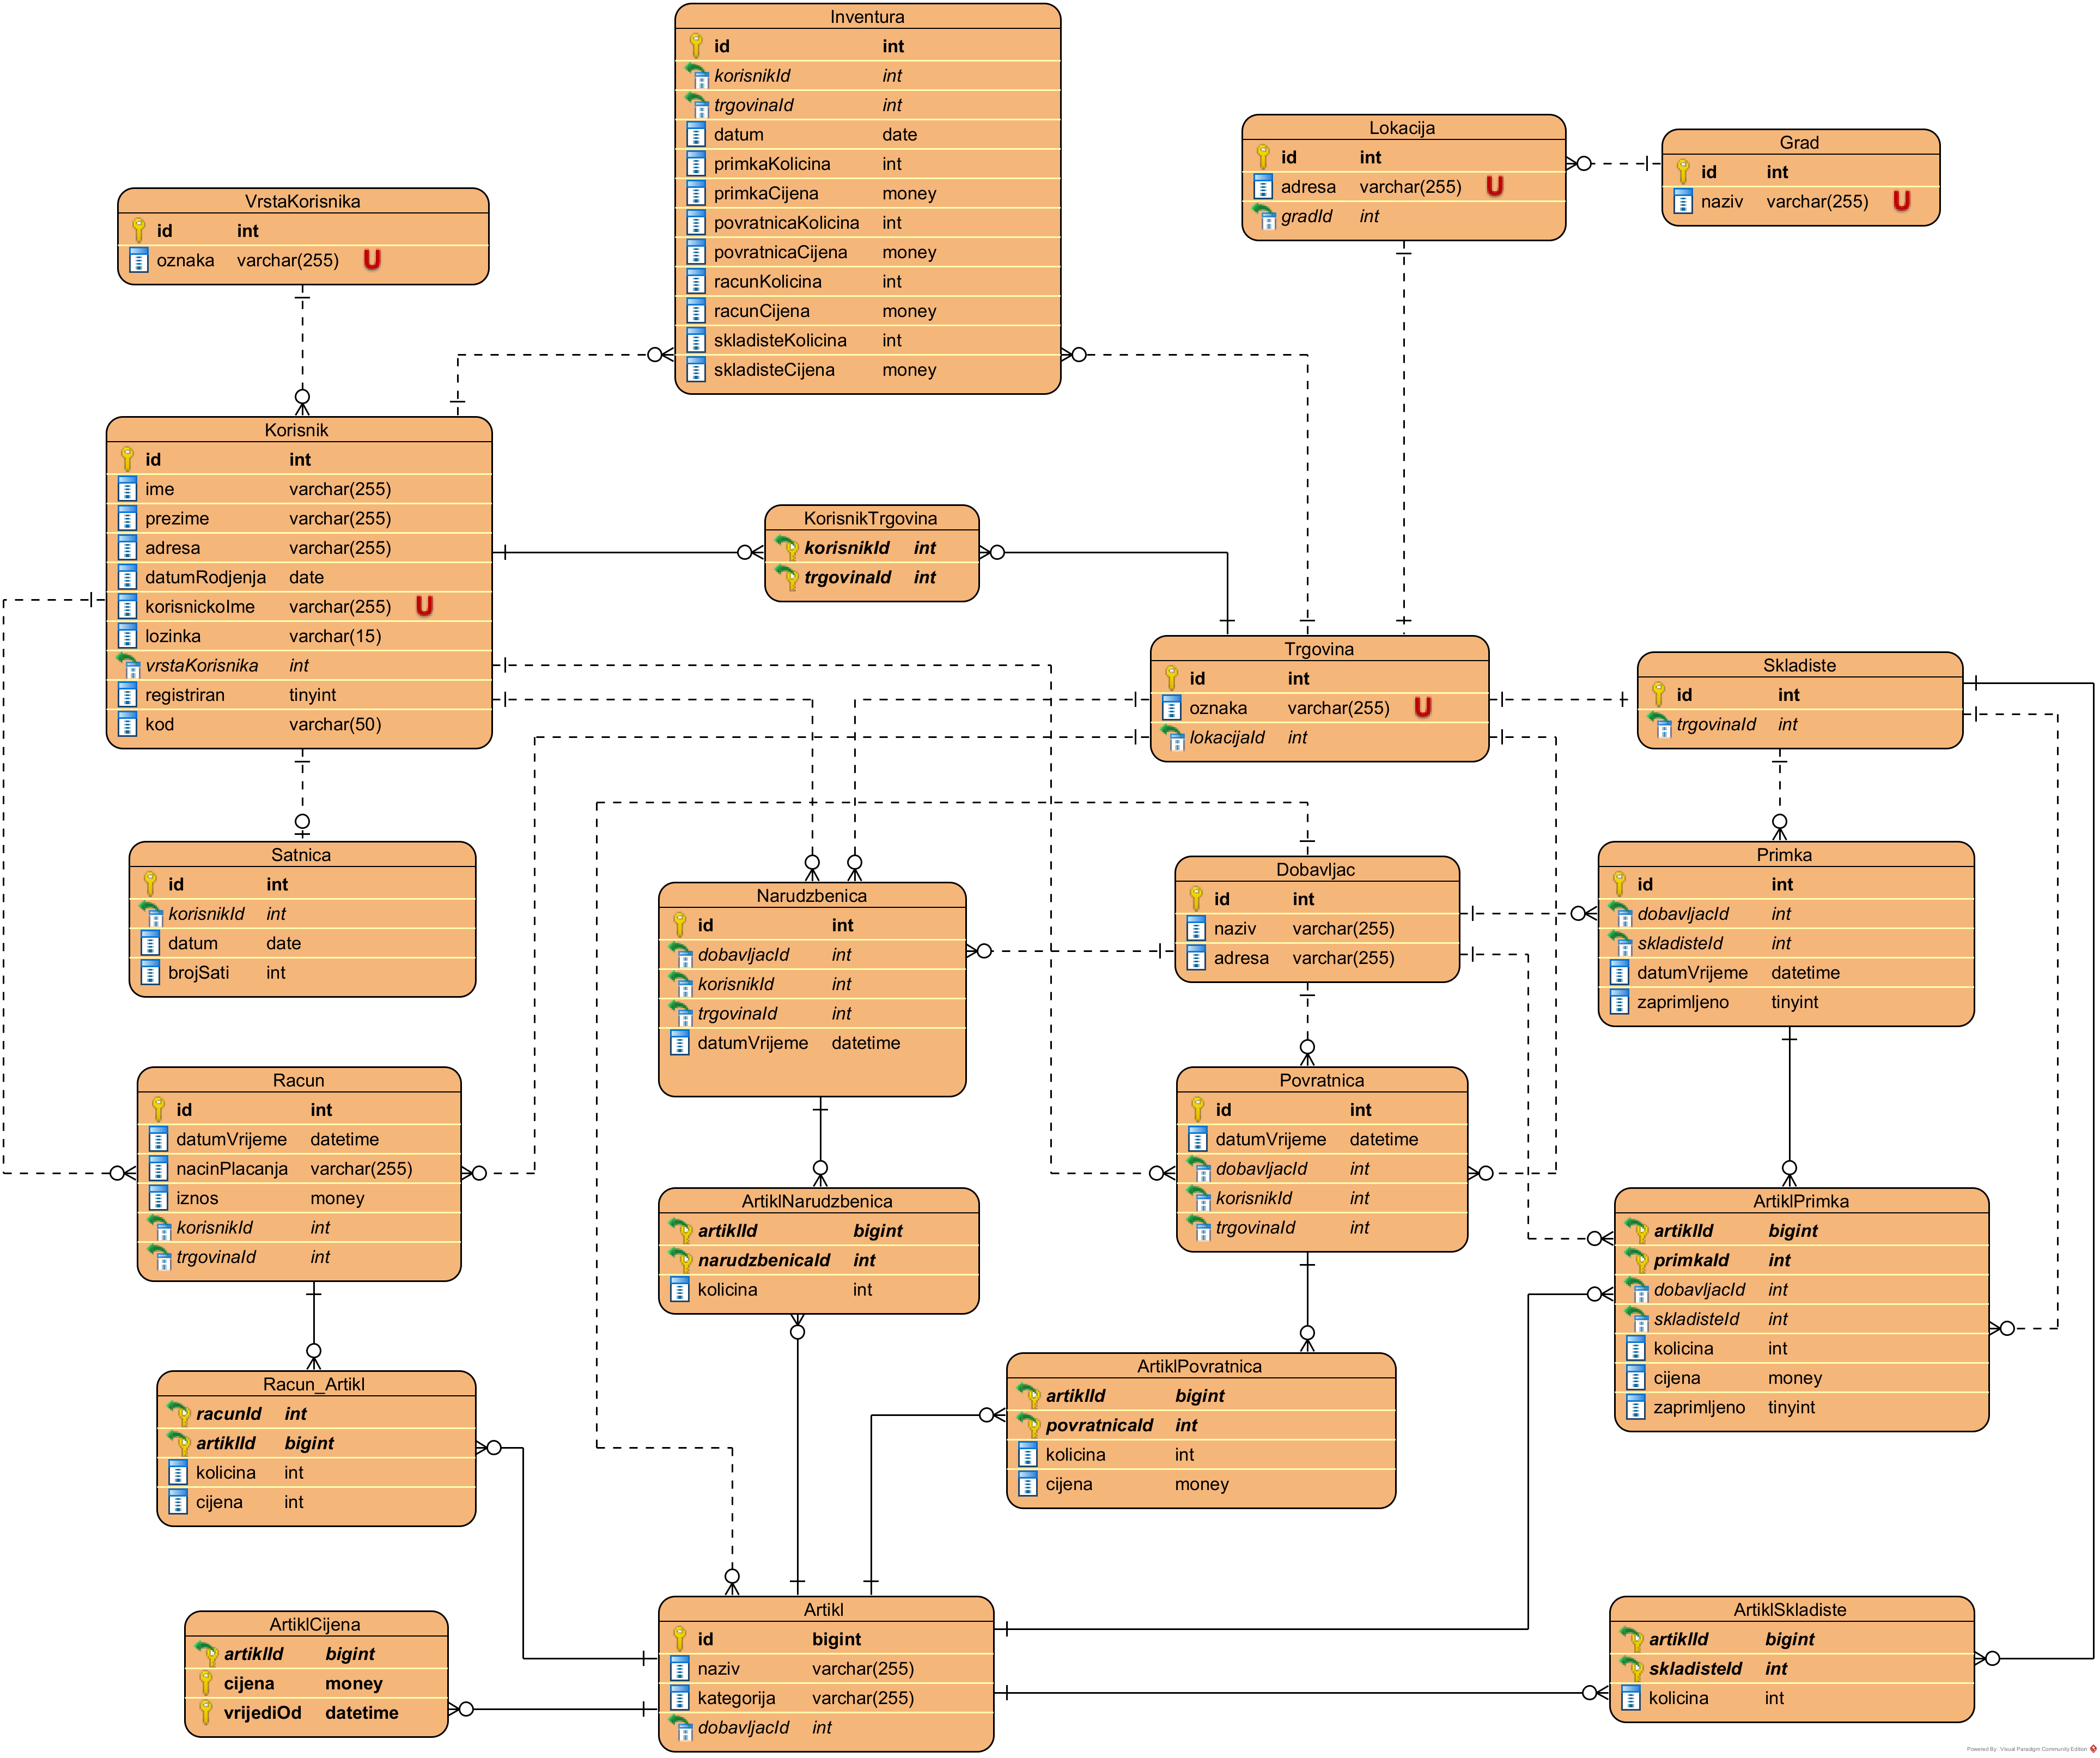 Inventura
id int
korisnikId int
trgovinaId int
datum date
primkaKolicina int
primkaCijena money
povratnicaKolicina int
povratnicaCijena money
racunKolicina int
racunCijena money
skladisteKolicina int
skladisteCijena money
Lokacija
id int
adresa varchar(255) U
gradId int
Grad
id int
naziv varchar(255) U
VrstaKorisnika
id int
oznaka varchar(255) U
Korisnik
id int
ime varchar(255)
prezime varchar(255)
adresa varchar(255)
datumRodjenja date
korisnickoIme varchar(255) U
lozinka varchar(15)
vrstaKorisnika int
registriran tinyint
kod varchar(50)
KorisnikTrgovina
korisnikId int
trgovinaId int
Trgovina
id int
oznaka varchar(255) U
lokacijaId int
Skladiste
id int
trgovinaId int
Satnica
id int
korisnikId int
datum date
brojSati int
Narudzbenica
id int
dobavljacId int
korisnikId int
trgovinaId int
datumVrijeme datetime
Dobavljac
id int
naziv varchar(255)
adresa varchar(255)
Primka
id int
dobavljacId int
skladisteId int
datumVrijeme datetime
zaprimljeno tinyint
Racun
id int
datumVrijeme datetime
nacinPlacanja varchar(255)
iznos money
korisnikId int
trgovinaId int
Povratnica
id int
datumVrijeme datetime
dobavljacId int
korisnikId int
trgovinaId int
ArtiklNarudzbenica
artiklId bigint
narudzbenicaId int
kolicina int
ArtiklPrimka
artiklId bigint
primkaId int
dobavljacId int
skladisteId int
kolicina int
cijena money
zaprimljeno tinyint
Racun_Artikl
racunId int
artiklId bigint
kolicina int
cijena int
ArtiklPovratnica
artiklId bigint
povratnicaId int
kolicina int
cijena money
ArtiklCijena
artiklId bigint
cijena money
vrijediOd datetime
Artikl
id bigint
naziv varchar(255)
kategorija varchar(255)
dobavljacId int
ArtiklSkladiste
artiklId bigint
skladisteId int
kolicina int
Powered By: Visual Paradigm Community Edition